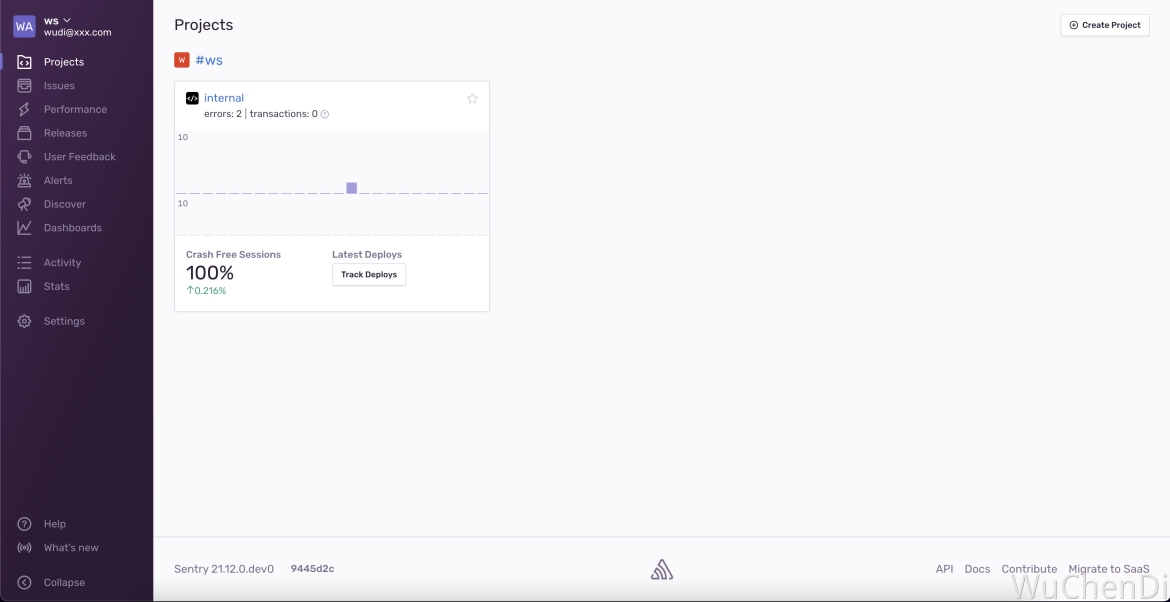 WA
ws
wudi@xxx.com
Projects
Issues
Performance
Releases
User Feedback
Alerts
Discover
Dashboards
Activity
Stats
Settings
Help
What's new
Collapse
Projects
Create Project
W #ws
internal
errors: 2 | transactions: 0
10
10
Crash Free Sessions
100%
↑0.216%
Latest Deploys
Track Deploys
Sentry 21.12.0.dev0 9445d2c
API Docs Contribute Migrate to SaaS
WuChenDi